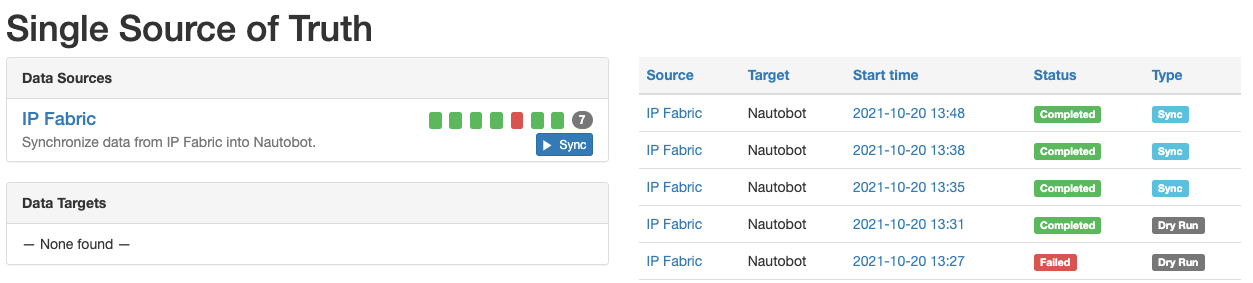 Single Source of Truth
Data Sources
IP Fabric 7
Synchronize data from IP Fabric into Nautobot. Sync
Data Targets
— None found —
Source Target Start time Status Type
IP Fabric Nautobot 2021-10-20 13:48 Completed Sync
IP Fabric Nautobot 2021-10-20 13:38 Completed Sync
IP Fabric Nautobot 2021-10-20 13:35 Completed Sync
IP Fabric Nautobot 2021-10-20 13:31 Completed Dry Run
IP Fabric Nautobot 2021-10-20 13:27 Failed Dry Run